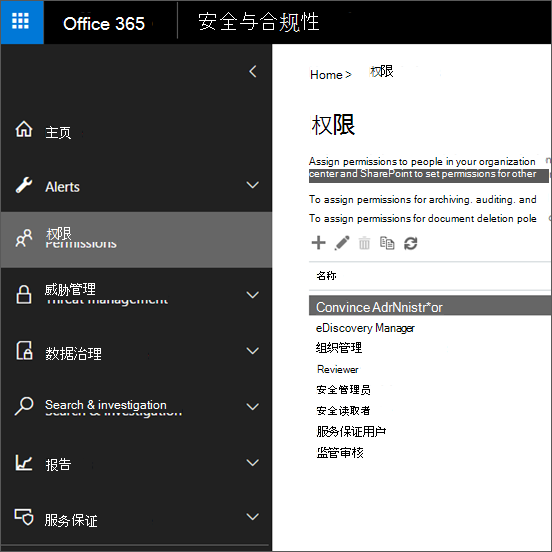 Office 365 安全与合规性
Home > 权限
主页
Alerts
权限
Permissions
威胁管理
Threat management
数据治理
Search & investigation
Search & investigation
报告
服务保证
权限
Assign permissions to people in your organization
center and SharePoint to set permissions for other
To assign permissions for archiving. auditing. and
To assign permissions for document deletion pole
名称
Convince AdrNnistr*or
eDiscovery Manager
组织管理
Reviewer
安全管理员
安全读取者
服务保证用户
监管审核